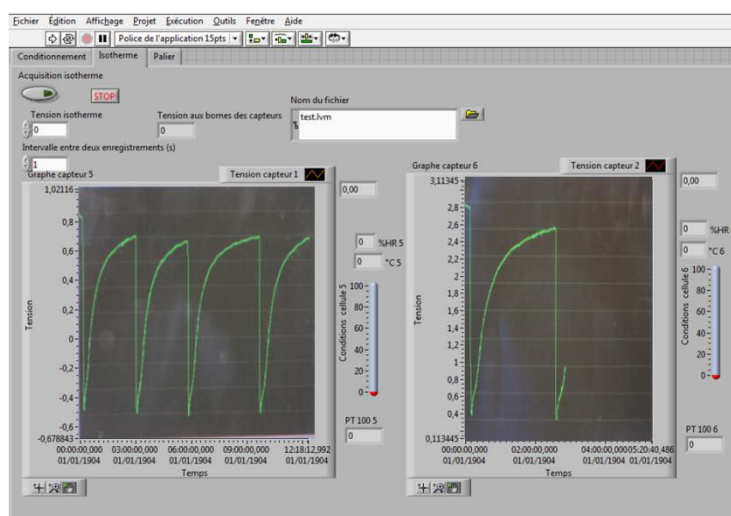 Fichier Édition Affichage Projet Exécution Outils Fenêtre Aide
Police de l'application 15pts
Conditionnement Isotherme Palier
Acquisition isotherme
STOP!
Nom du fichier
Tension isotherme Tension aux bornes des capteurs
0 0 test.lvm
Intervalle entre deux enregistrements (s)
1
Graphe capteur 5 Tension capteur 1
1,02116
0,8
0,6
0,4
0,2
0
-0,2
-0,4
-0,6
-0,678843
Tension
00:00:00,000 03:00:00,000 06:00:00,000 09:00:00,000 12:18:12,992
01/01/1904 01/01/1904 01/01/1904 01/01/1904 01/01/1904
Temps
0,00
0 %HR 5
0 °C 5
Conditions cellule 5
100
80
60
40
20
0
PT 100 5
0
Graphe capteur 6 Tension capteur 2
3,11345
2,8
2,6
2,4
2,2
2
1,8
1,6
1,4
1,2
1
0,8
0,6
0,4
0,113445
Tension
00:00:00,000 02:00:00,000 04:00:00,000 05:20:40,486
01/01/1904 01/01/1904 01/01/1904 01/01/1904
Temps
0,00
0 %HR
0 °C 6
Conditions cellule 6
100
80
60
40
20
0
PT 100 6
0